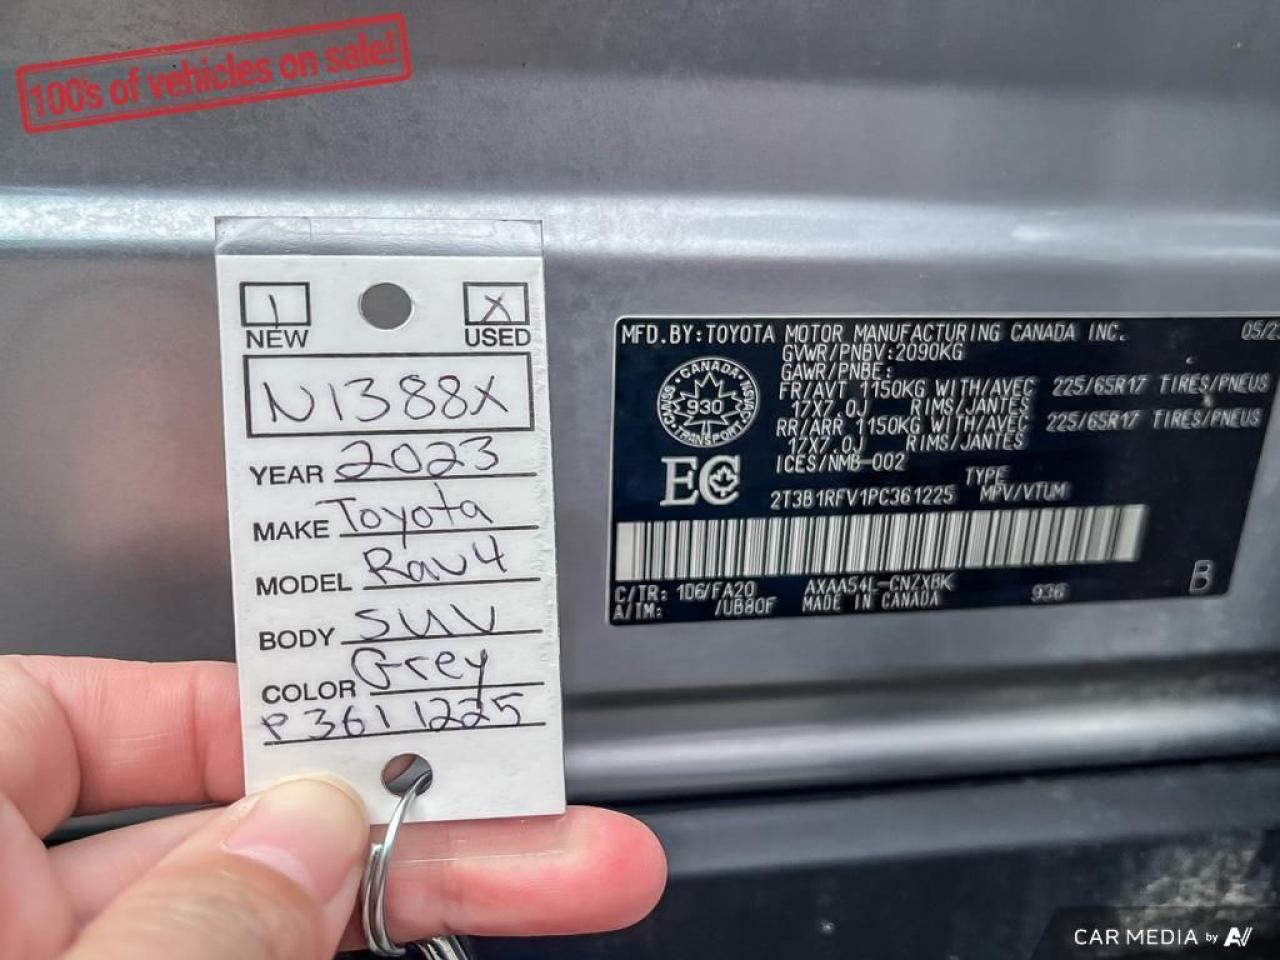 100's of vehicles on sale!
NEW
X
USED
N1388X
YEAR 2023
MAKE Toyota
MODEL Rav4
BODY SUV
COLOR Grey
P3611225
MFD.BY:TOYOTA MOTOR MANUFACTURING CANADA INC.
GVWR/PNBV:2090KG
GAWR/PNBE:
FR/AVT 1150KG WITH/AVEC 225/65R17 TIRES/PNEUS
17X7.0J RIMS/JANTES
RR/ARR 1150KG WITH/AVEC 225/65R17 TIRES/PNEUS
17X7.0J RIMS/JANTES
ICES/NMB-002
CANADA
930
TRANSPORT
EC
TYPE
2T3B1RFV1PC361225 MPV/VTUM
C/TR: 1D6/FA20 AXAA54L-CNZXBK
A/TM: /UB80F MADE IN CANADA 936
B
CAR MEDIA by AV